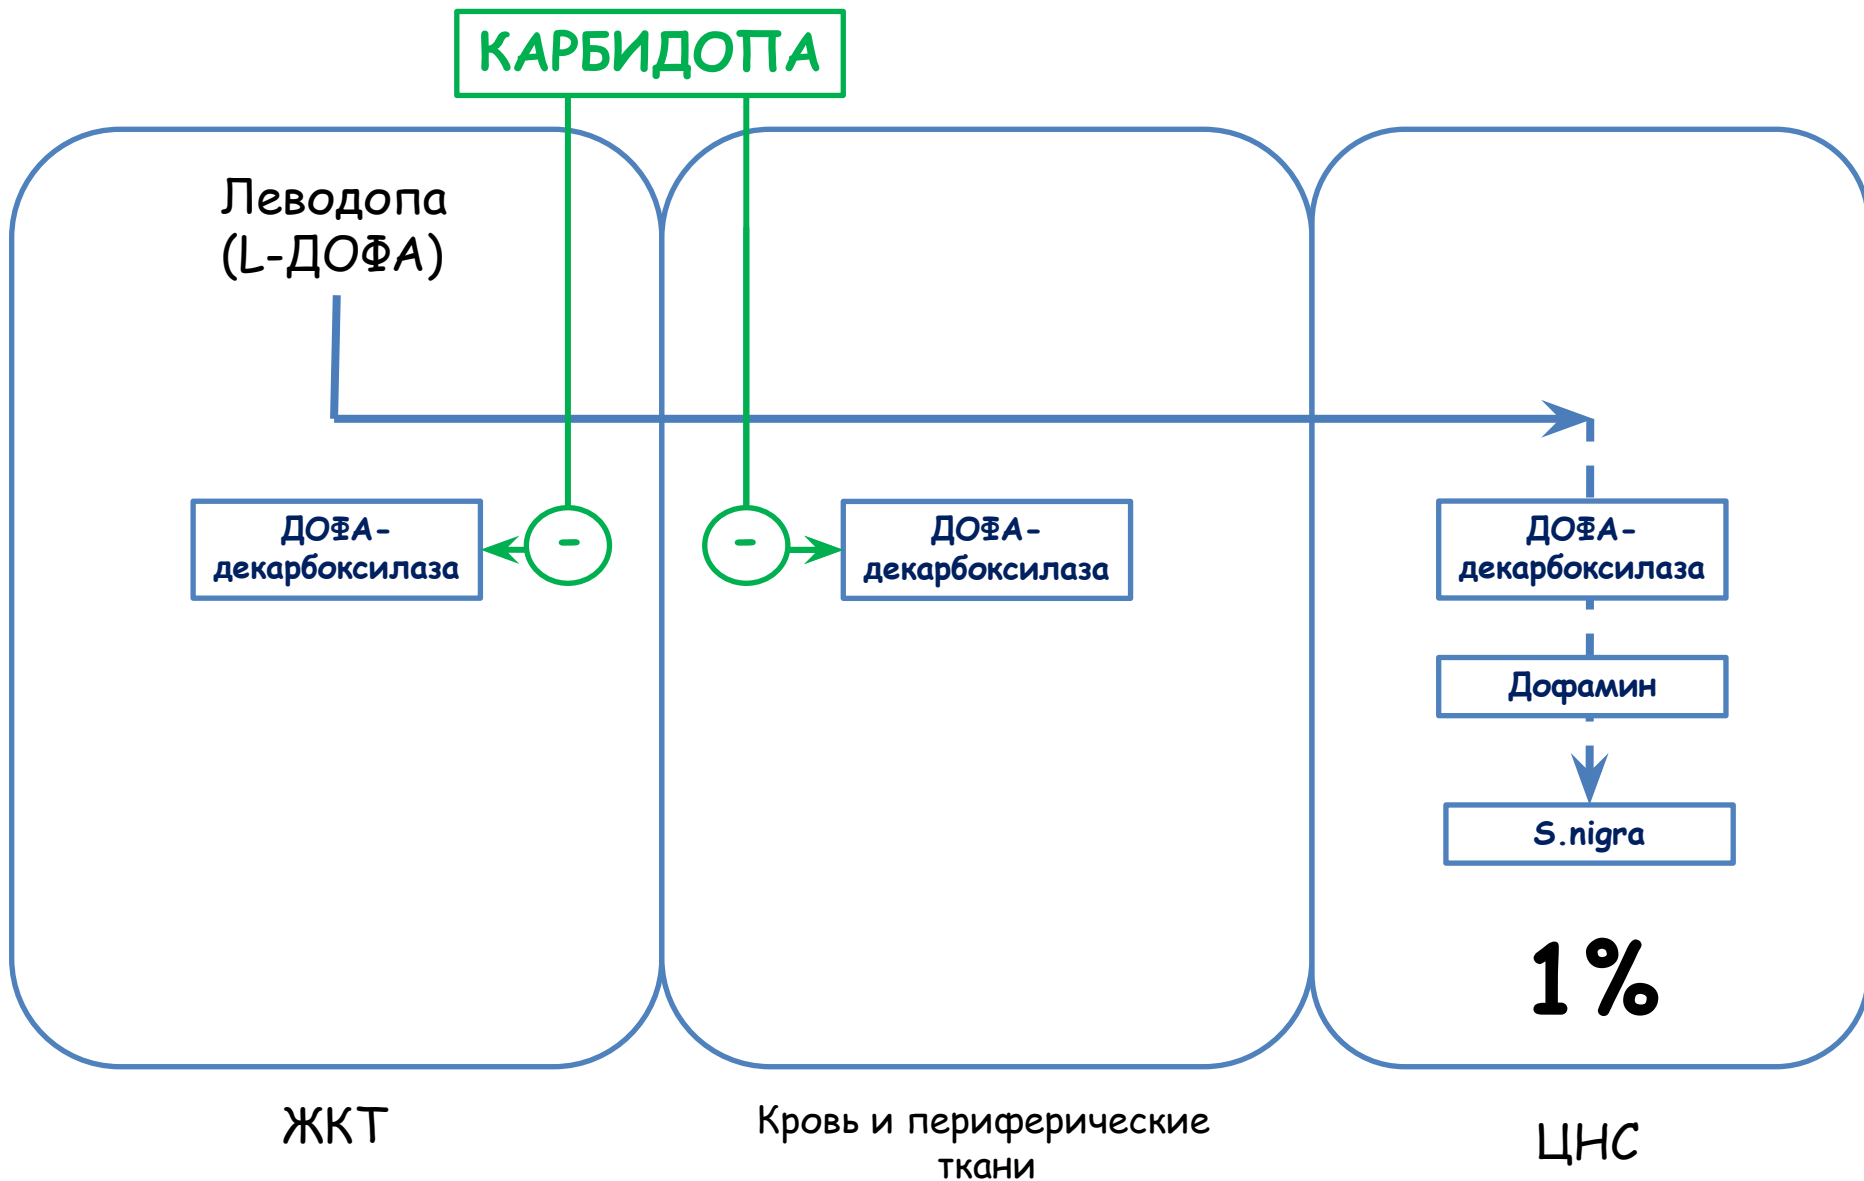 КАРБИДОПА
Леводопа
(L-ДОФА)
ДОФА-
декарбоксилаза
-
-
ДОФА-
декарбоксилаза
ДОФА-
декарбоксилаза
Дофамин
S.nigra
1%
ЖКТ
Кровь и периферические
ткани
ЦНС